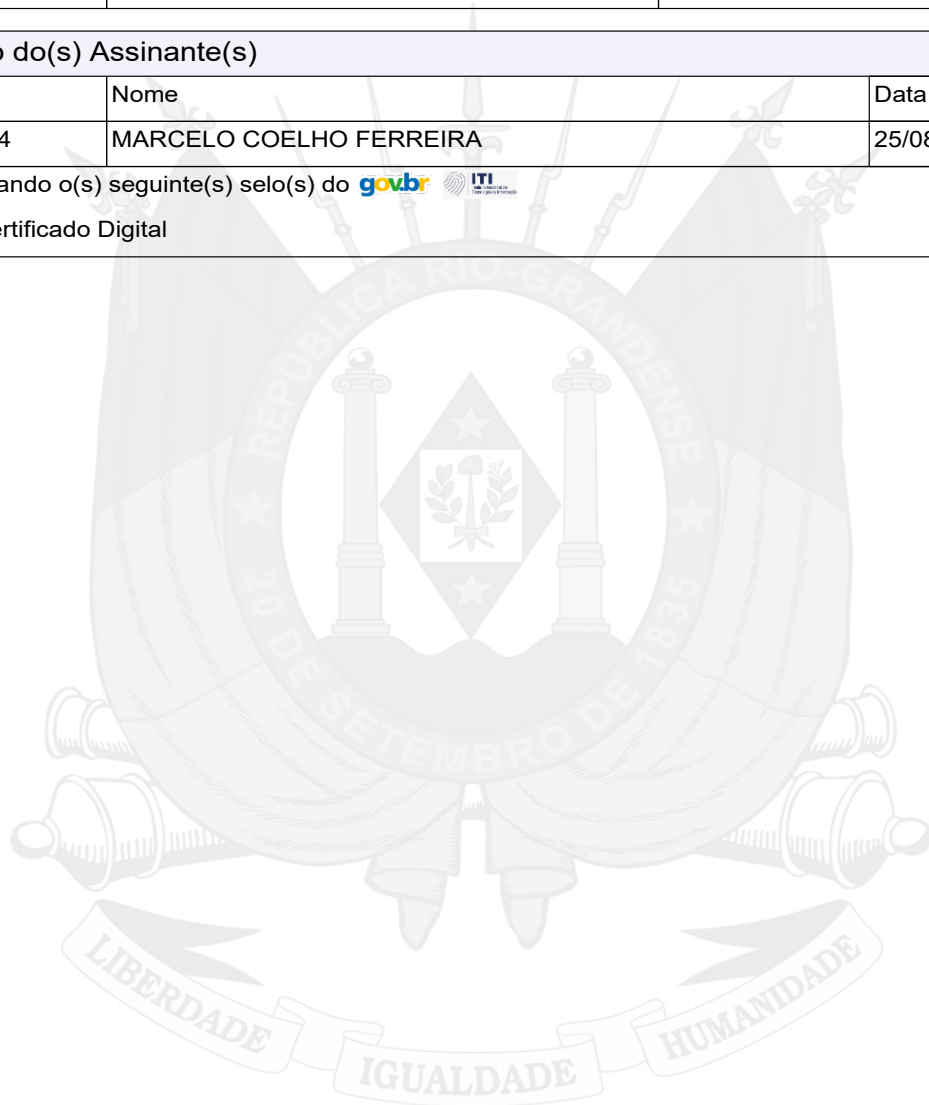 o do(s) Assinante(s)
Nome Data
4 MARCELO COELHO FERREIRA 25/08
ando o(s) seguinte(s) selo(s) do gov.br ITI
ertificado Digital
REPÚBLICA RIO-GRANDENSE
20 DE SETEMBRO DE 1835
LIBERDADE
IGUALDADE
HUMANIDADE